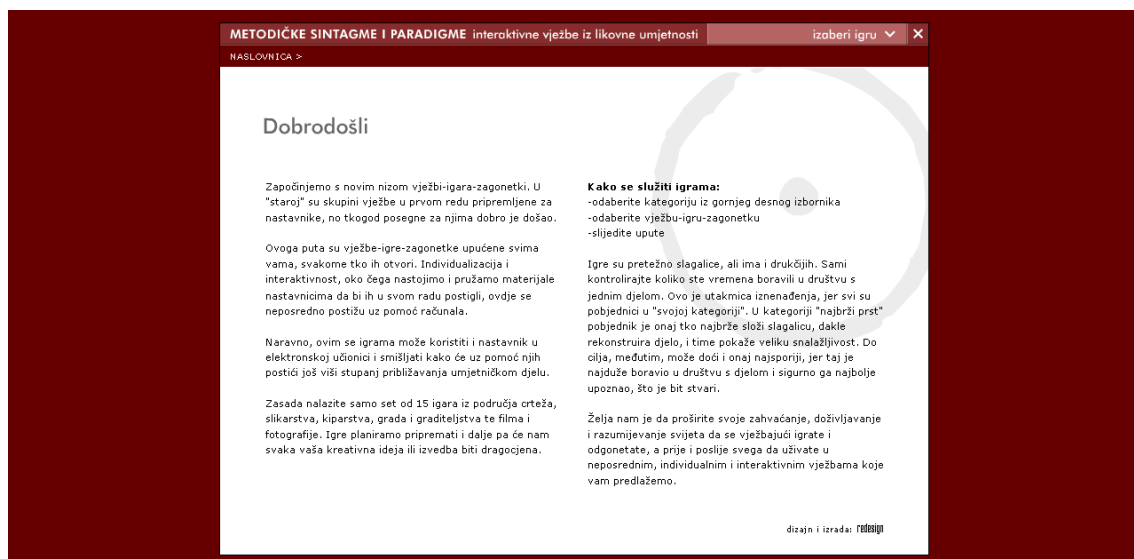 METODIČKE SINTAGME I PARADIGME interaktivne vježbe iz likovne umjetnosti
izaberi igru
NASLOVNICA >
Dobrodošli
Započinjemo s novim nizom vježbi-igara-zagonetki. U
"staroj" su skupini vježbe u prvom redu pripremljene za
nastavnike, no tkogod posegne za njima dobro je došao.
Ovoga puta su vježbe-igre-zagonetke upućene svima
vama, svakome tko ih otvori. Individualizacija i
interaktivnost, oko čega nastojimo i pružamo materijale
nastavnicima da bi ih u svom radu postigli, ovdje se
neposredno postižu uz pomoć računala.
Naravno, ovim se igrama može koristiti i nastavnik u
elektronskoj učionici i smišljati kako će uz pomoć njih
postići još viši stupanj približavanja umjetničkom djelu.
Zasada nalazite samo set od 15 igara iz područja crteža,
slikarstva, kiparstva, grada i graditeljstva te filma i
fotografije. Igre planiramo pripremati i dalje pa će nam
svaka vaša kreativna ideja ili izvedba biti dragocjena.
Kako se služiti igrama:
-odaberite kategoriju iz gornjeg desnog izbornika
-odaberite vježbu-igru-zagonetku
-slijedite upute
Igre su pretežno slagalice, ali ima i drukčijih. Sami
kontrolirajte koliko ste vremena boravili u društvu s
jednim djelom. Ovo je utakmica iznenađenja, jer svi su
pobjednici u "svojoj kategoriji". U kategoriji "najbrži prst"
pobjednik je onaj tko najbrže složi slagalicu, dakle
rekonstruira djelo, i time pokaže veliku snalažljivost. Do
cilja, međutim, može doći i onaj najsporiji, jer taj je
najduže boravio u društvu s djelom i sigurno ga najbolje
upoznao, što je bit stvari.
Želja nam je da proširite svoje zahvaćanje, doživljavanje
i razumijevanje svijeta da se vježbajući igrate i
odgonetate, a prije i poslije svega da uživate u
neposrednim, individualnim i interaktivnim vježbama koje
vam predlažemo.
dizajn i izrada: redesign